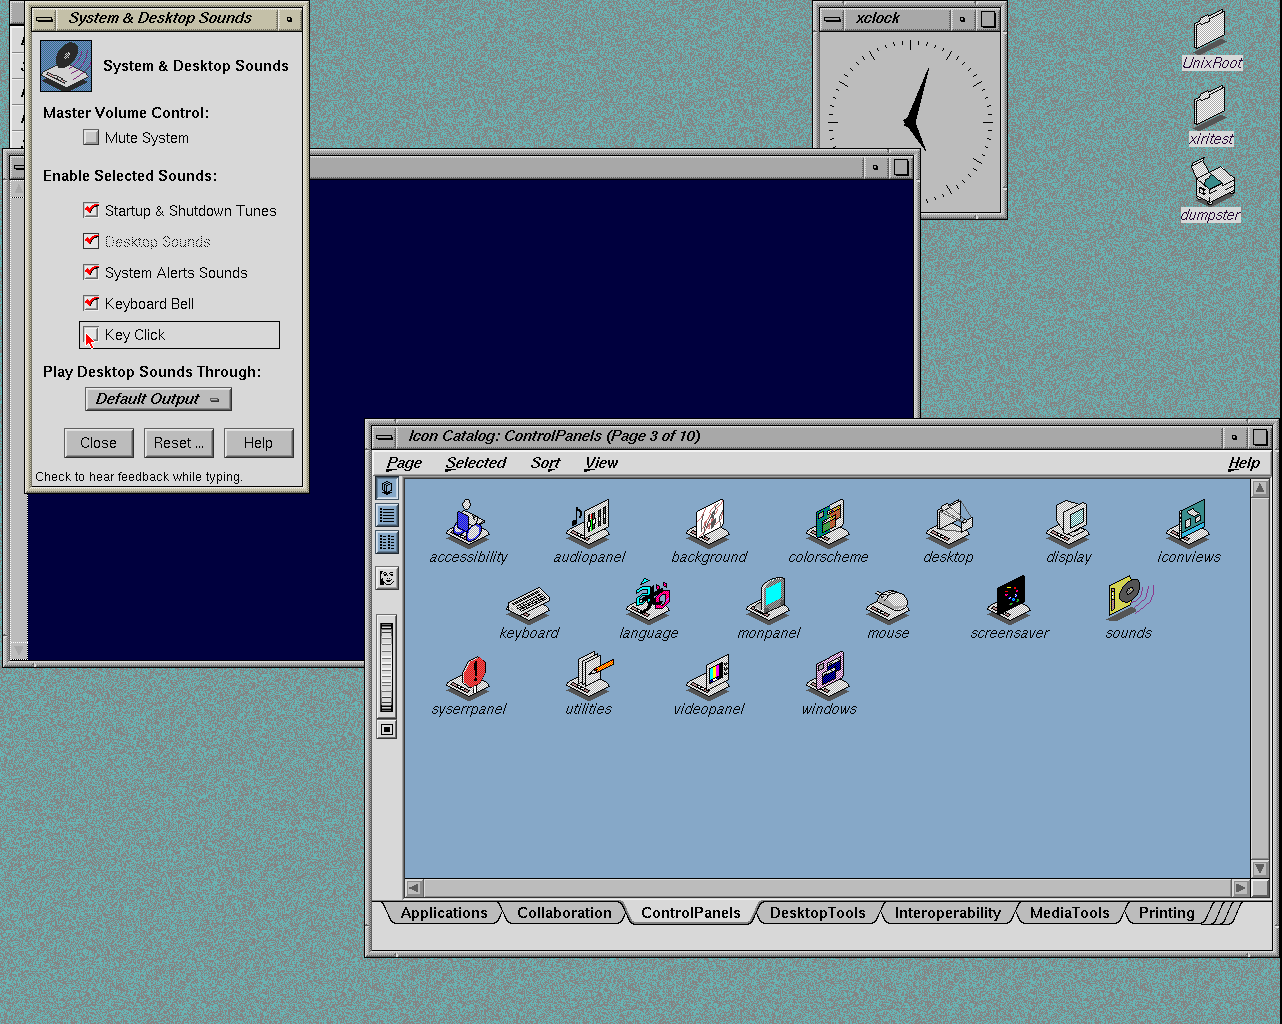 System & Desktop Sounds
System & Desktop Sounds
Master Volume Control:
Mute System
Enable Selected Sounds:
Startup & Shutdown Tunes
Desktop Sounds
System Alerts Sounds
Keyboard Bell
Key Click
Play Desktop Sounds Through:
Default Output
Close Reset ... Help
Check to hear feedback while typing.
xclock
UnixRoot
xiritest
dumpster
Icon Catalog: ControlPanels (Page 3 of 10)
Page Selected Sort View Help
accessibility audiopanel background colorscheme desktop display iconviews
keyboard language monpanel mouse screensaver sounds
syserrpanel utilities videopanel windows
Applications Collaboration ControlPanels DesktopTools Interoperability MediaTools Printing